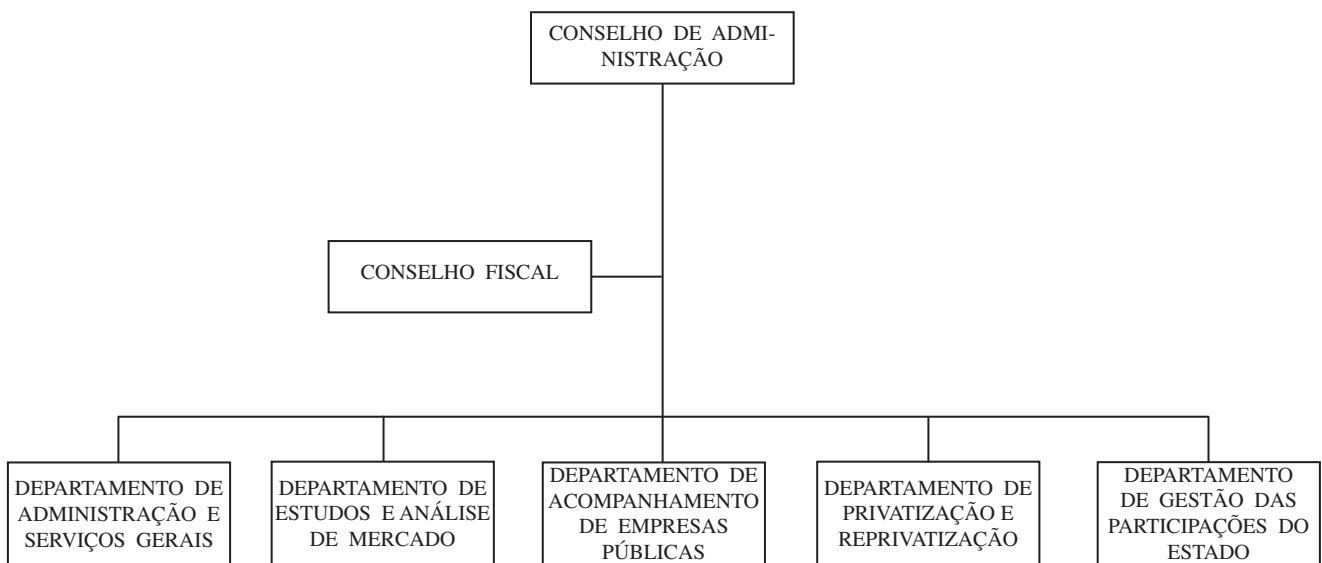 CONSELHO DE ADMI-
NISTRAÇÃO
CONSELHO FISCAL
DEPARTAMENTO DE
ADMINISTRAÇÃO E
SERVIÇOS GERAIS
DEPARTAMENTO DE
ESTUDOS E ANÁLISE
DE MERCADO
DEPARTAMENTO DE
ACOMPANHAMENTO
DE EMPRESAS
PÚBLICAS
DEPARTAMENTO DE
PRIVATIZAÇÃO E
REPRIVATIZAÇÃO
DEPARTAMENTO
DE GESTÃO DAS
PARTICIPAÇÕES DO
ESTADO